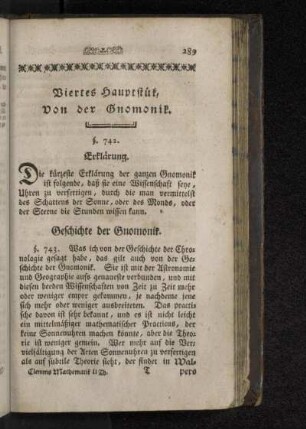 289
Viertes Hauptstük,
von der Gnomonik.
§. 742.
Erklärung.
Die kürzeste Erklärung der ganzen Gnomonik
ist folgende, daß sie eine Wissenschaft seye,
Uhren zu verfertigen, durch die man vermittelst
des Schattens der Sonne, oder des Monds, oder
der Sterne die Stunden wissen kann.
Geschichte der Gnomonik.
§. 743. Was ich von der Geschichte der Chro-
nologie gesagt habe, das gilt auch von der Ge-
schichte der Gnomonik. Sie ist mit der Astronomie
und Geographie aufs genaueste verbunden, und mit
diesen beeden Wissenschaften von Zeit zu Zeit mehr
oder weniger empor gekommen, je nachdeme jene
sich mehr oder weniger ausbreiteten. Das practi-
sche davon ist sehr bekannt, und es ist nicht leicht
ein mittelmäßiger mathematischer Practicus, der
keine Sonnenuhren machen könnte, aber die Theo-
rie ist weniger gemein. Wer mehr auf die Ver-
vielfältigung der Arten Sonnenuhren zu verfertigen
als auf subtile Theorie sieht, der findet in Wal-
Clemms Mathematik II Th. T pers